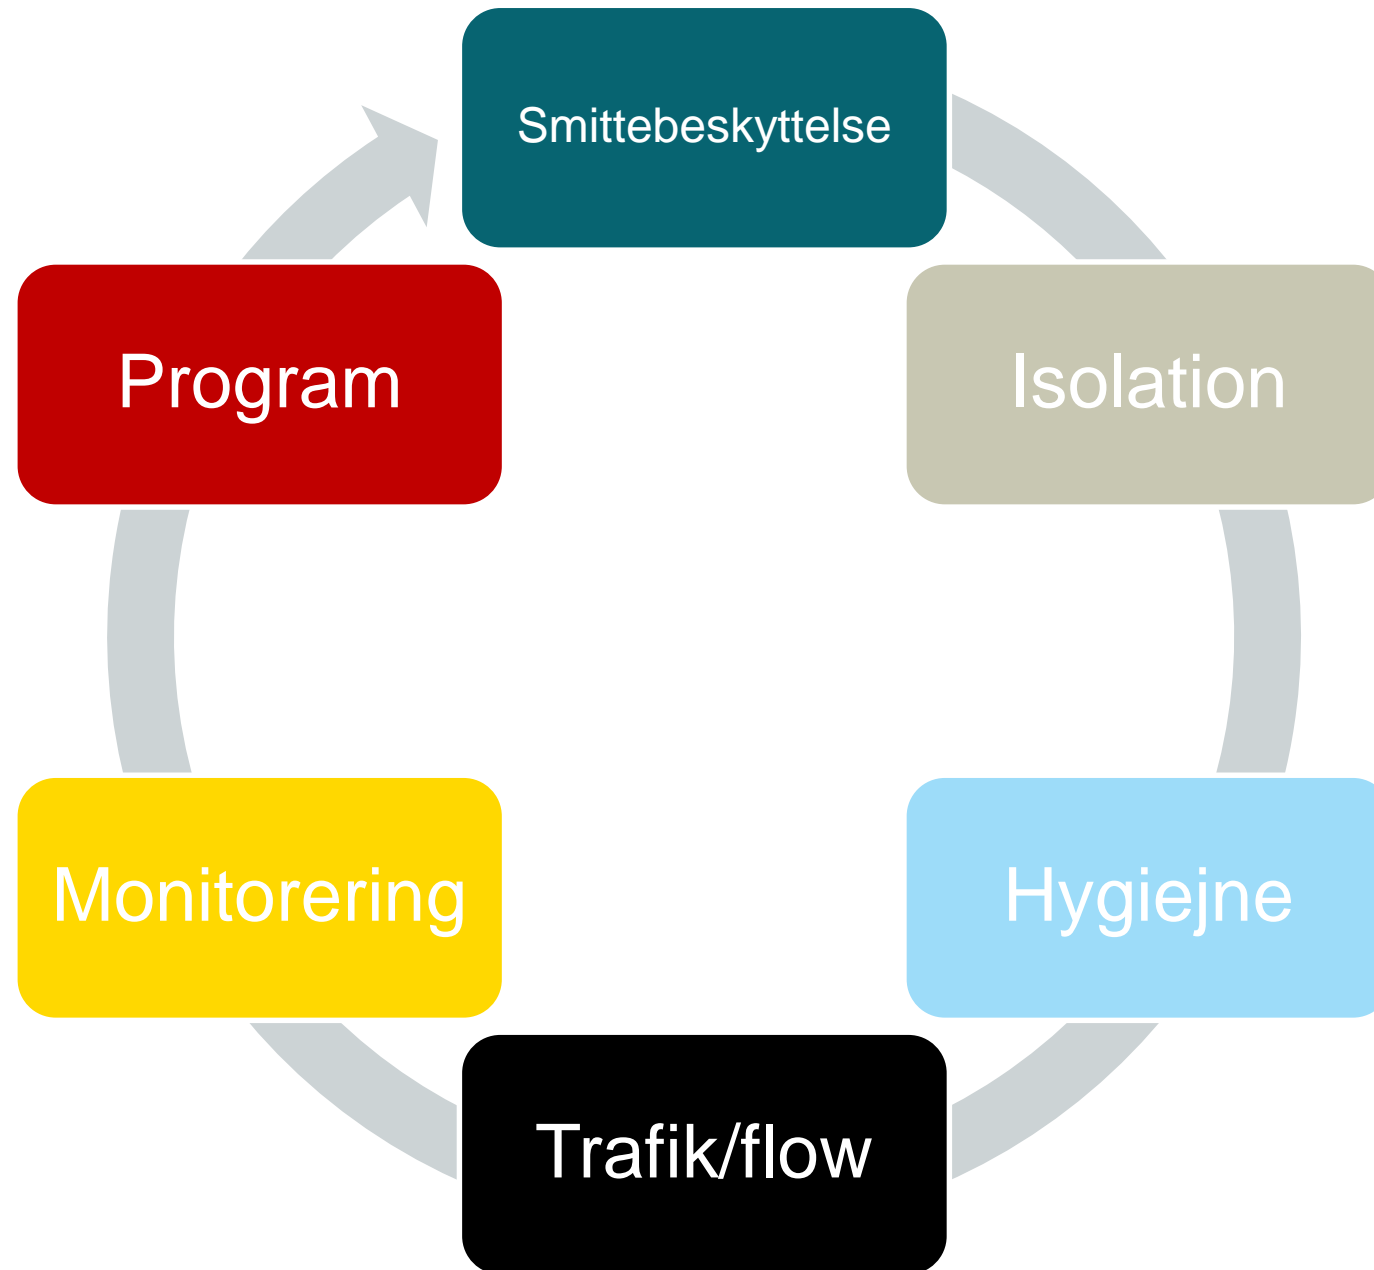 Smittebeskyttelse
Program
Isolation
Monitorering
Hygiejne
Trafik/flow